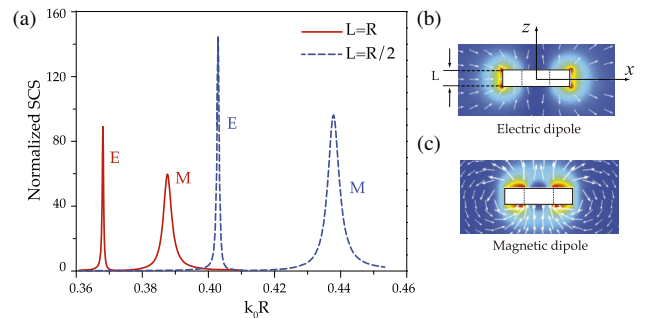 (a)
160
120
80
40
0
Normalized SCS
0.36
0.38
0.40
0.42
0.44
0.46
k₀R
L=R
L=R/2
E
M
E
M
(b)
z
x
L
Electric dipole
(c)
Magnetic dipole